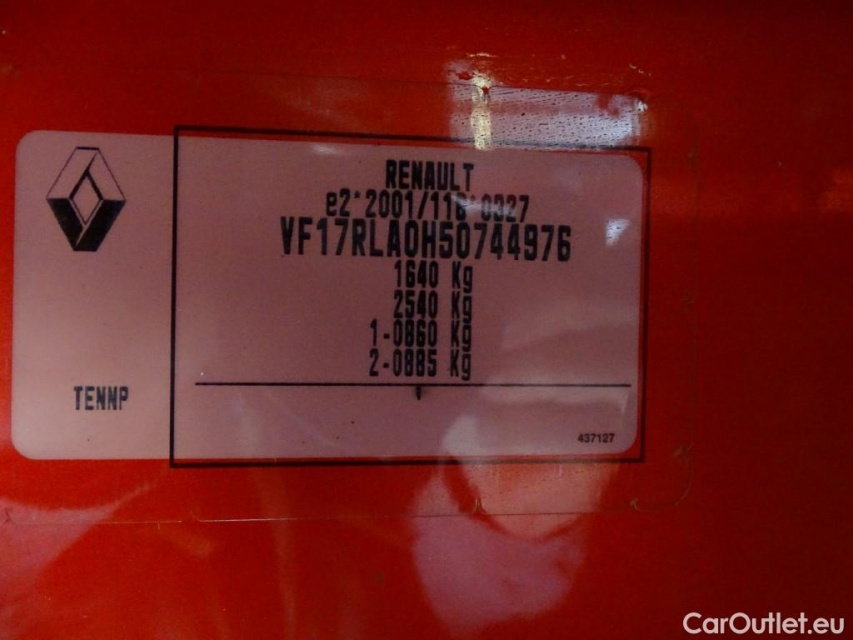 RENAULT
e2*2001/116*0327
VF17RLA0H50744976
1640 Kg
2540 Kg
1-0860 Kg
2-0885 Kg
TENNP
437127
CarOutlet.eu